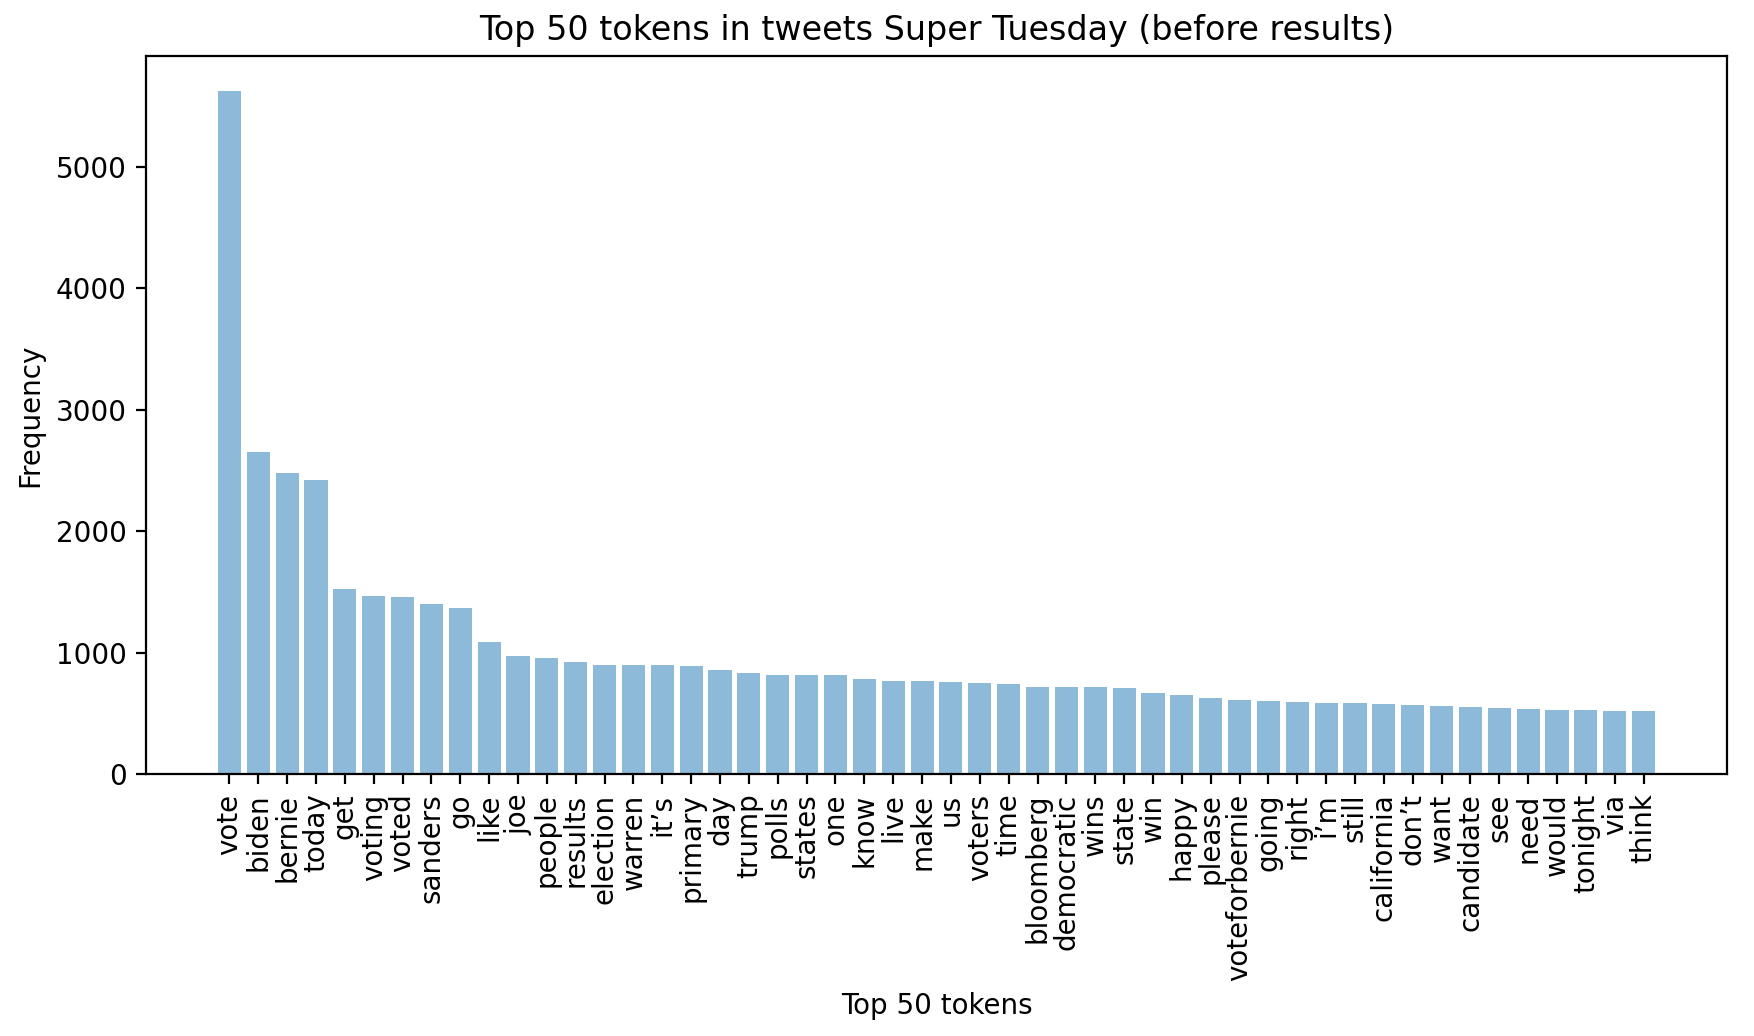 Top 50 tokens in tweets Super Tuesday (before results)
Frequency
5000
4000
3000
2000
1000
0
vote
biden
bernie
today
get
voting
voted
sanders
go
like
joe
people
results
election
warren
it’s
primary
day
trump
polls
states
one
know
live
make
us
voters
time
bloomberg
democratic
wins
state
win
happy
please
voteforbernie
going
right
i’m
still
california
don’t
want
candidate
see
need
would
tonight
via
think
Top 50 tokens